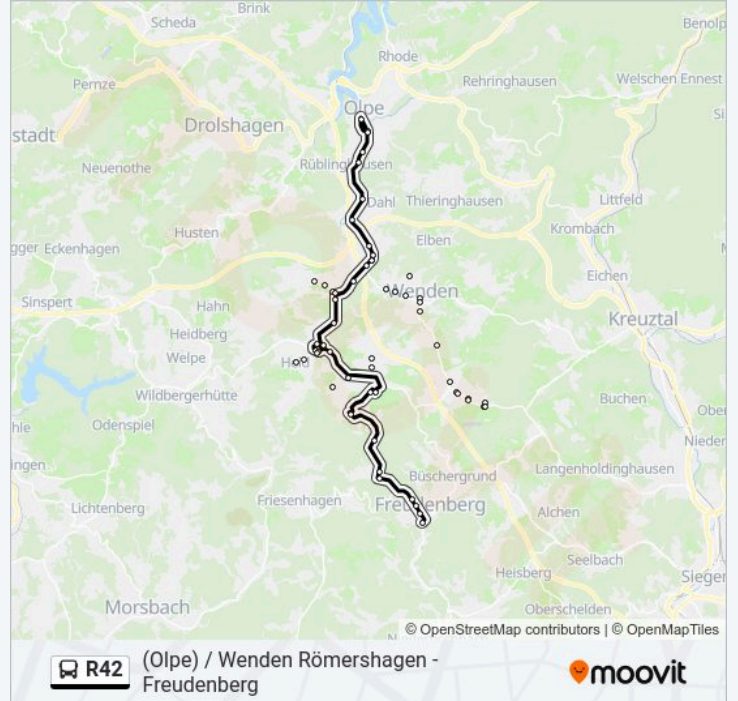 Brink
Scheda
Benolp
Rhode
Rehringhausen
Welschen Ennest
Pernze
Olpe
Drolshagen
stadt
Si
Rüblinghausen
Neuenothe
Dahl
Thieringhausen
Littfeld
Husten
Krombach
gger
Eckenhagen
Elben
Eichen
Sinspert
Wenden
Hahn
Kreuztal
Heidberg
Welpe
Wildbergerhütte
Buchen
Ober
hle
Odenspiel
Nieder
ingen
Büschergrund
Langenholdinghausen
Friesenhagen
Freudenberg
Lichtenberg
Alchen
Seelbach
Heisberg
Siegen
Morsbach
Oberschelden
N
© OpenStreetMap contributors | © OpenMapTiles
R42
(Olpe) / Wenden Römershagen -
Freudenberg
moovit